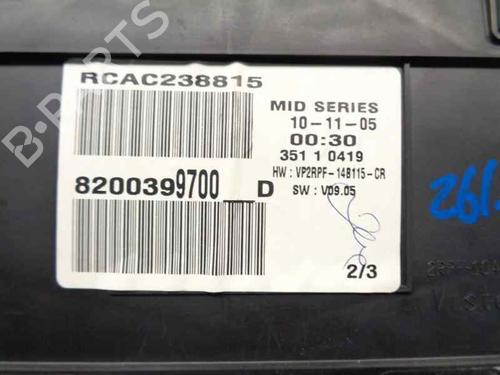 RCAC238815
MID SERIES
10-11-05
00:30
351 1 0419
HW : VP2RPF-14B115-CR
SW : V09.05
8200399700__D
2/3
B-PARTS